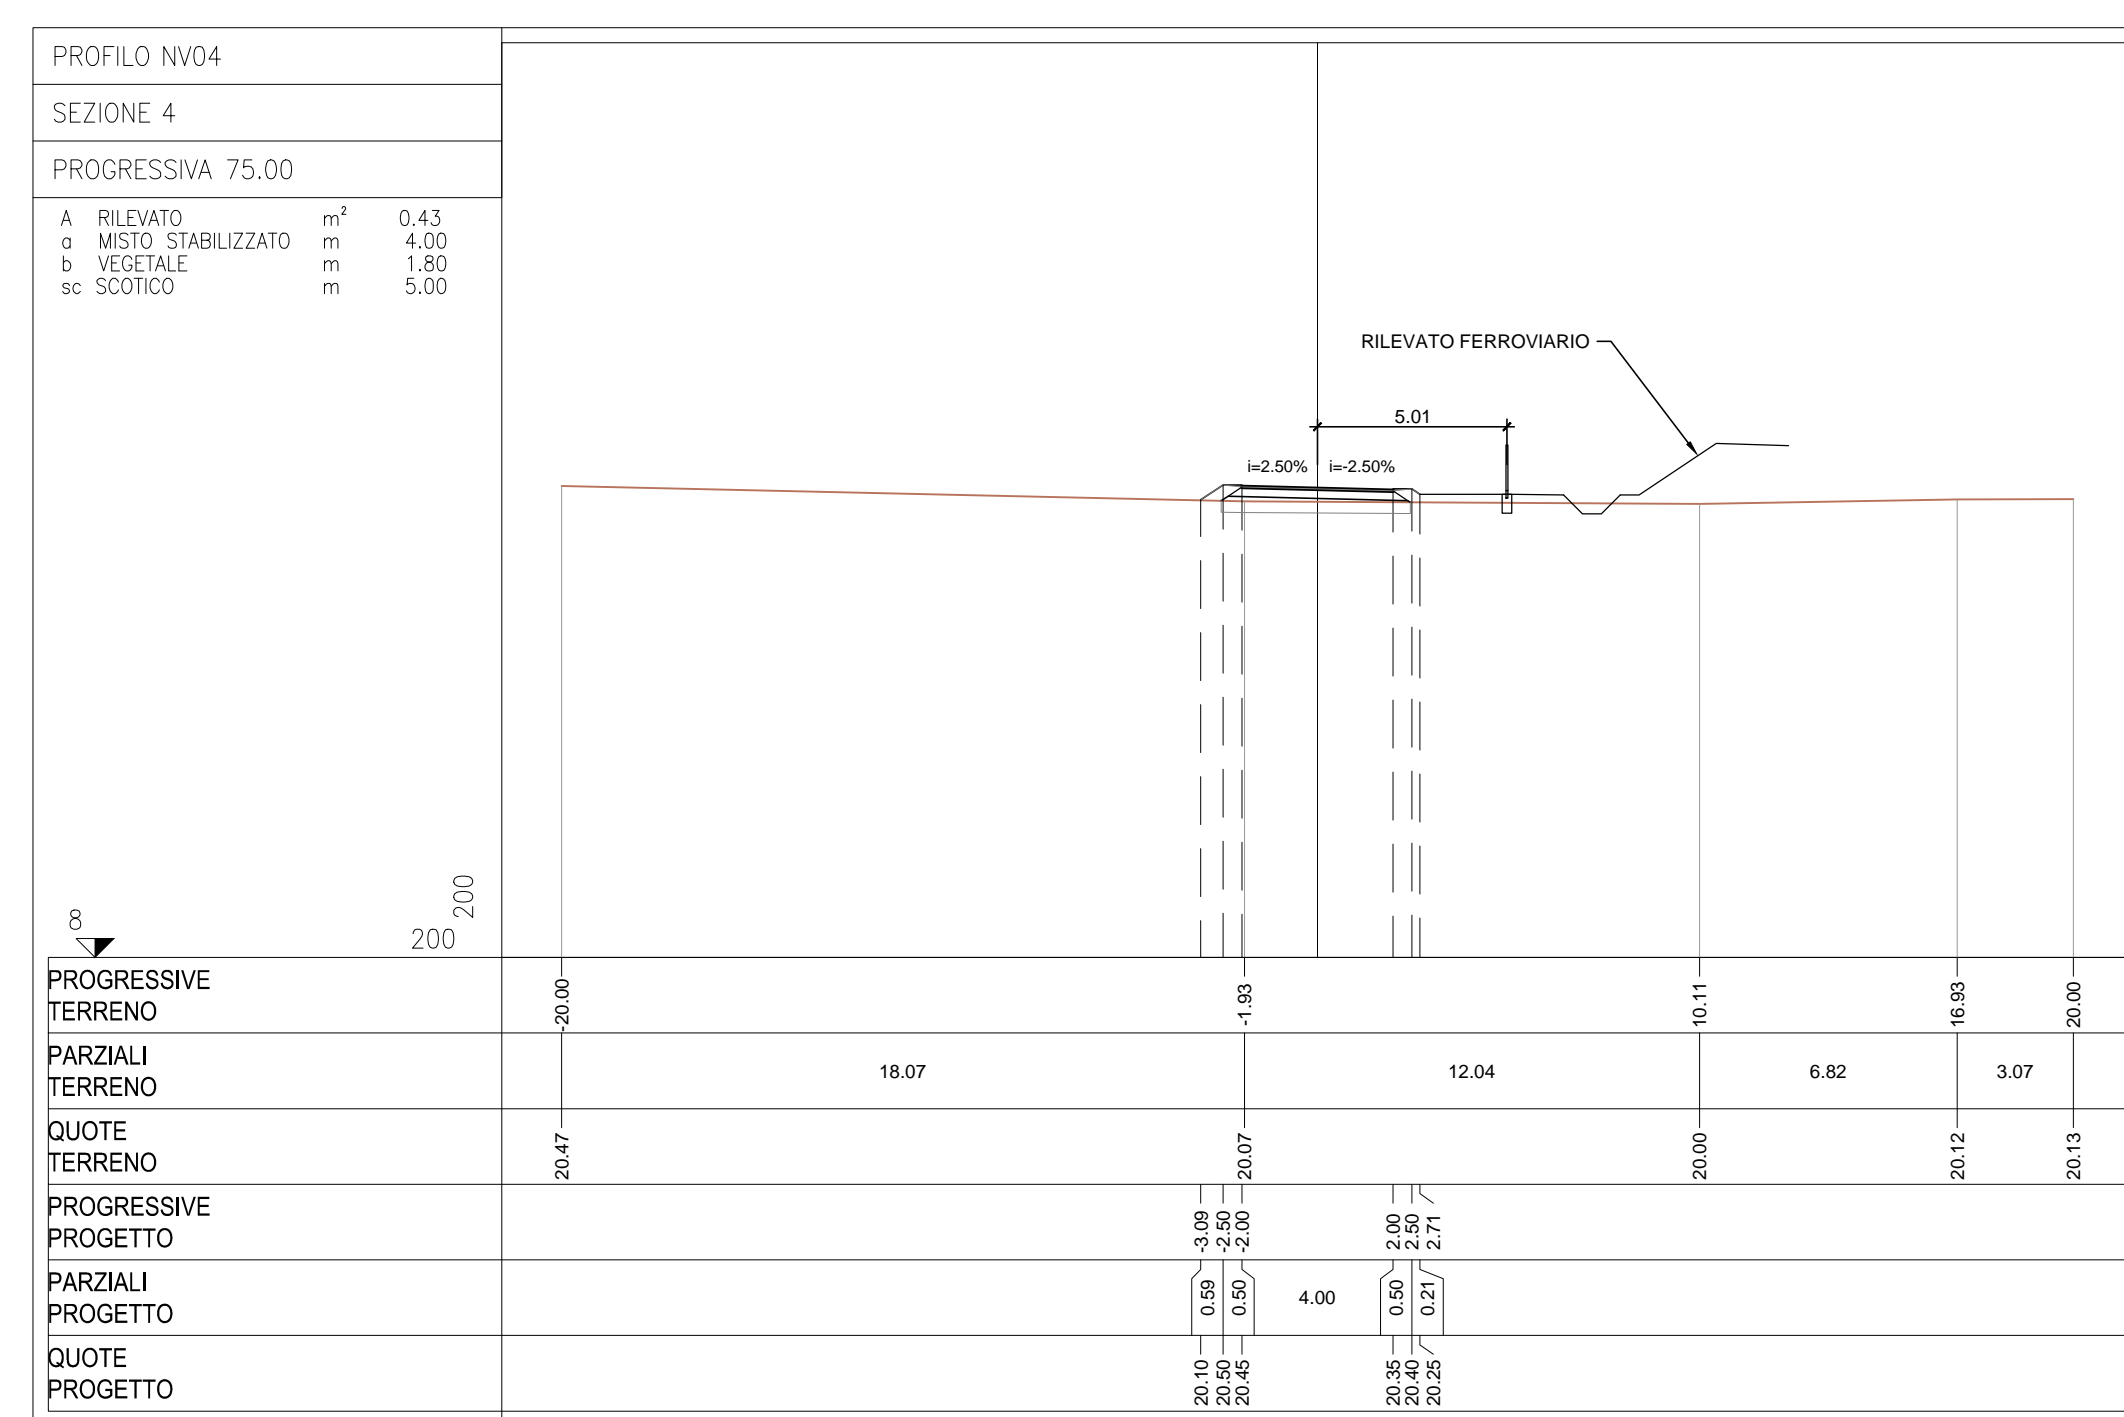 PROFILO NV04
SEZIONE 4
PROGRESSIVA 75.00
A RILEVATO m² 0.43
a MISTO STABILIZZATO m 4.00
b VEGETALE m 1.80
sc SCOTICO m 5.00
RILEVATO FERROVIARIO
5.01
i=2.50% i=-2.50%
8
200
200
PROGRESSIVE
TERRENO
-20.00 -1.93 10.11 16.93 20.00
PARZIALI
TERRENO
18.07 12.04 6.82 3.07
QUOTE
TERRENO
20.47 20.07 20.00 20.12 20.13
PROGRESSIVE
PROGETTO
-3.09 -2.50 -2.00 2.00 2.50 2.71
PARZIALI
PROGETTO
0.59 0.50 4.00 0.50 0.21
QUOTE
PROGETTO
20.10 20.50 20.45 20.35 20.40 20.25